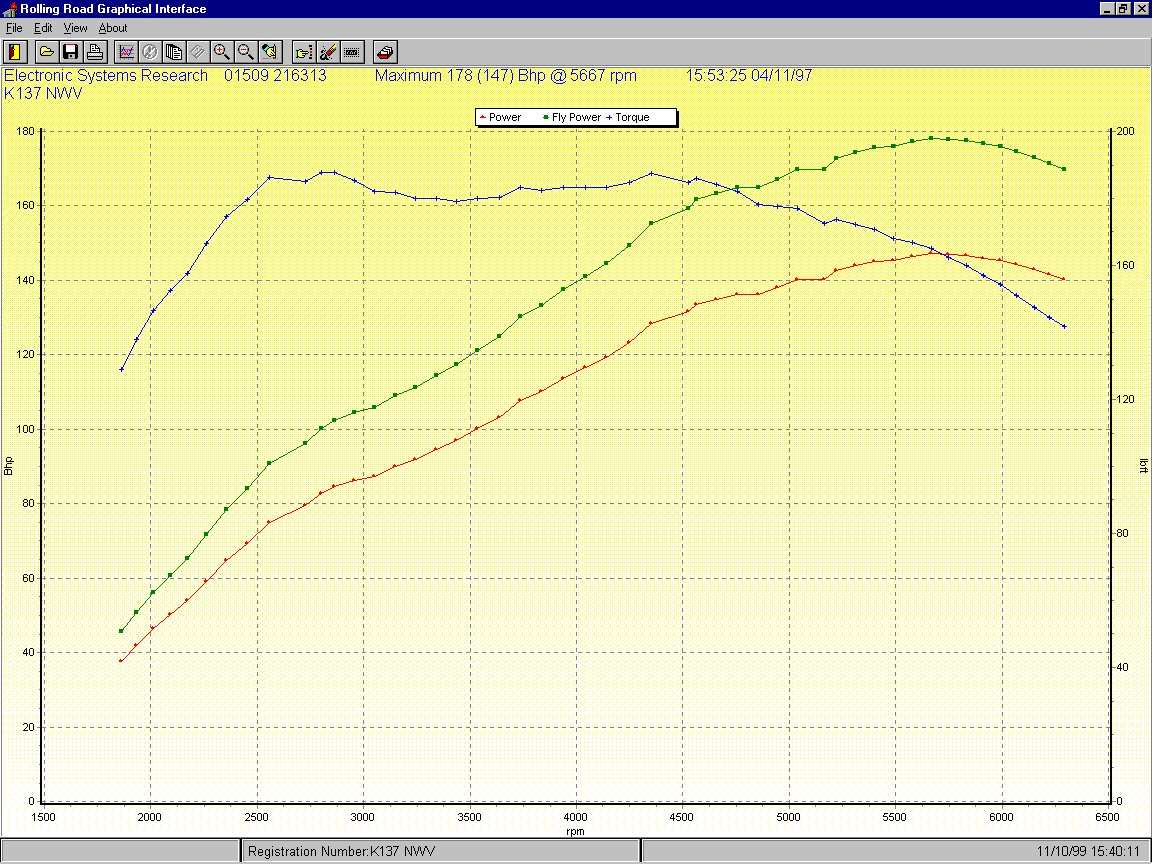 Rolling Road Graphical Interface
File Edit View About
Electronic Systems Research 01509 216313 Maximum 178 (147) Bhp @ 5667 rpm 15:53:25 04/11/97
K137 NWV
Power Fly Power + Torque
180 200
160
160
140
120
120
100
Bhp
lbft
80
80
60
40
40
20
0 0
1500 2000 2500 3000 3500 4000 4500 5000 5500 6000 6500
rpm
Registration Number:K137 NWV 11/10/99 15:40:11